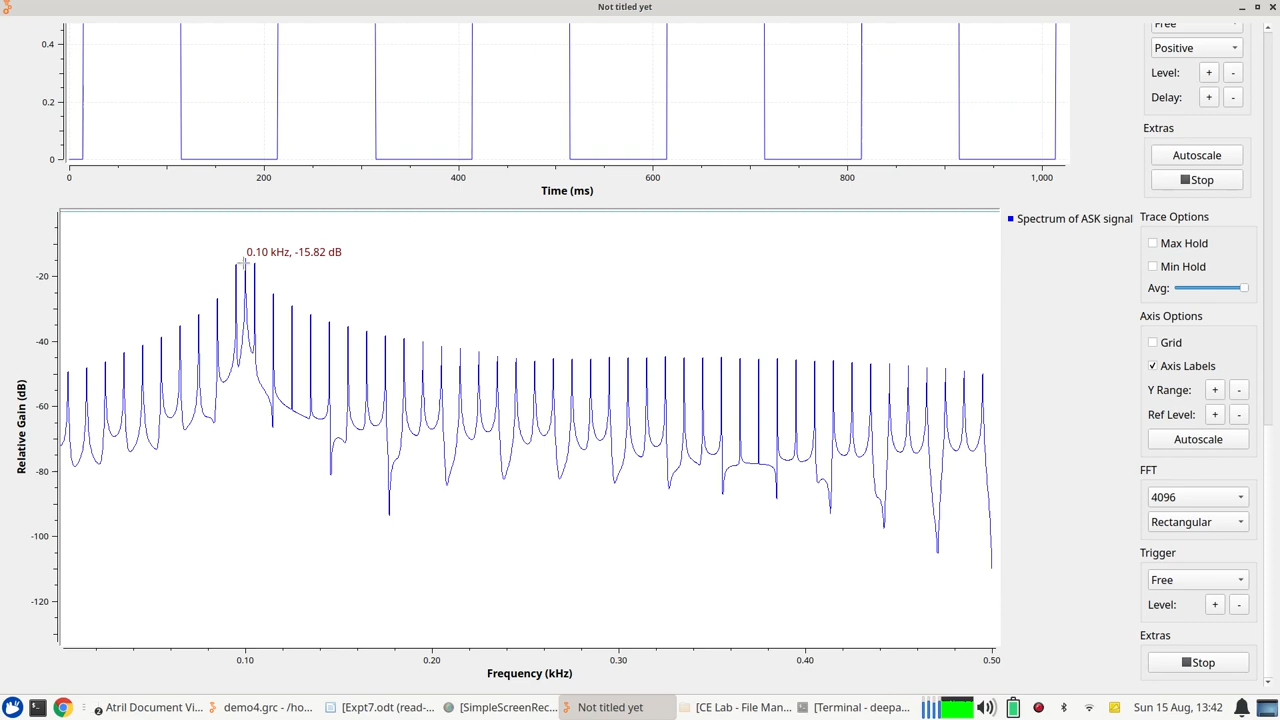 Not titled yet
0.4
0.2
0
0
200
400
600
800
1,000
Time (ms)
Free
Positive
Level:
+
-
Delay:
+
-
Extras
Autoscale
Stop
0.10 kHz, -15.82 dB
Spectrum of ASK signal
-20
-40
-60
-80
-100
-120
Relative Gain (dB)
0.10
0.20
0.30
0.40
0.50
Frequency (kHz)
Trace Options
Max Hold
Min Hold
Avg:
Axis Options
Grid
Axis Labels
Y Range:
+
-
Ref Level:
+
-
Autoscale
FFT
4096
Rectangular
Trigger
Free
Level:
+
-
Extras
Stop
2
Atril Document Vi...
demo4.grc - /ho...
[Expt7.odt (read-...
[SimpleScreenRec...
Not titled yet
[CE Lab - File Man...
[Terminal - deepa...
Sun 15 Aug, 13:42